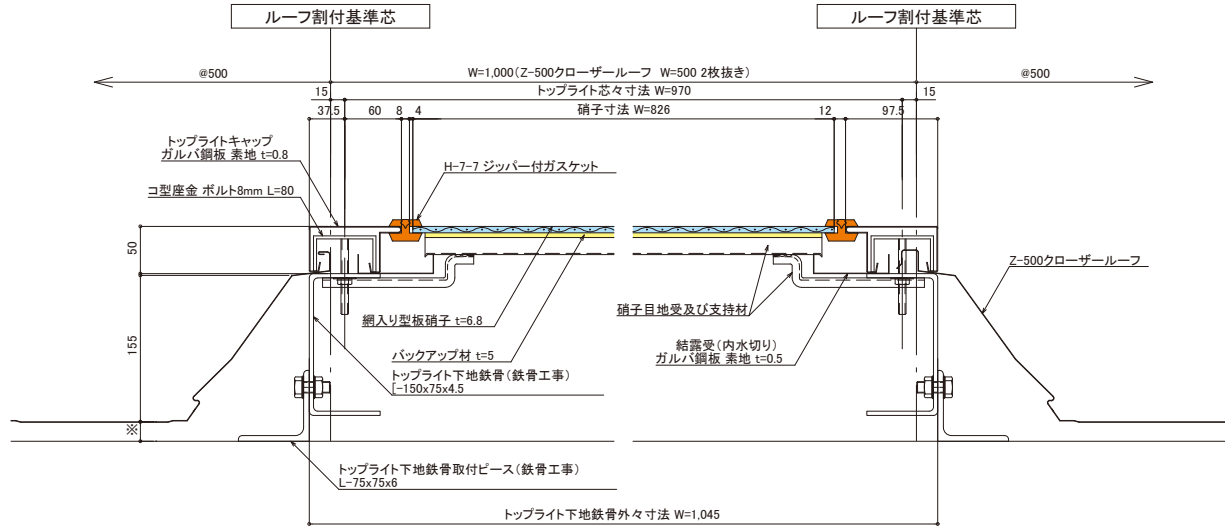 ルーフ割付基準芯
ルーフ割付基準芯
@500
W=1,000(Z-500クローザールーフ W=500 2枚抜き)
@500
15
トップライト芯々寸法 W=970
15
37.5
60
8
4
硝子寸法 W=826
12
97.5
トップライトキャップ
ガルバ鋼板 素地 t=0.8
H-7-7 ジッパー付ガスケット
コ型座金 ボルト8mm L=80
50
Z-500クローザールーフ
硝子目地受及び支持材
網入り型板硝子 t=6.8
結露受(内水切り)
ガルバ鋼板 素地 t=0.5
155
バックアップ材 t=5
トップライト下地鉄骨(鉄骨工事)
[-150x75x4.5
※
トップライト下地鉄骨取付ピース(鉄骨工事)
L-75x75x6
トップライト下地鉄骨外々寸法 W=1,045